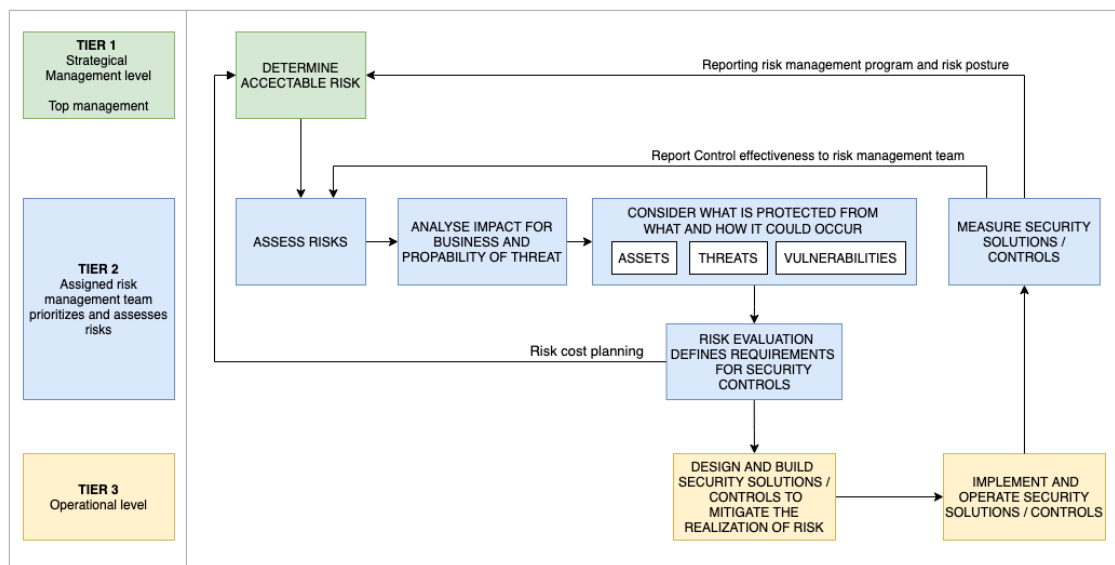 TIER 1
Strategical
Management level
Top management
DETERMINE
ACCECTABLE RISK
Reporting risk management program and risk posture
Report Control effectiveness to risk management team
TIER 2
Assigned risk
management team
prioritizes and assesses
risks
ASSESS RISKS
ANALYSE IMPACT FOR
BUSINESS AND
PROPABILITY OF THREAT
CONSIDER WHAT IS PROTECTED FROM
WHAT AND HOW IT COULD OCCUR
ASSETS
THREATS
VULNERABILITIES
MEASURE SECURITY
SOLUTIONS /
CONTROLS
Risk cost planning
RISK EVALUATION
DEFINES REQUIREMENTS
FOR SECURITY
CONTROLS
TIER 3
Operational level
DESIGN AND BUILD
SECURITY SOLUTIONS /
CONTROLS TO
MITIGATE THE
REALIZATION OF RISK
IMPLEMENT AND
OPERATE SECURITY
SOLUTIONS / CONTROLS